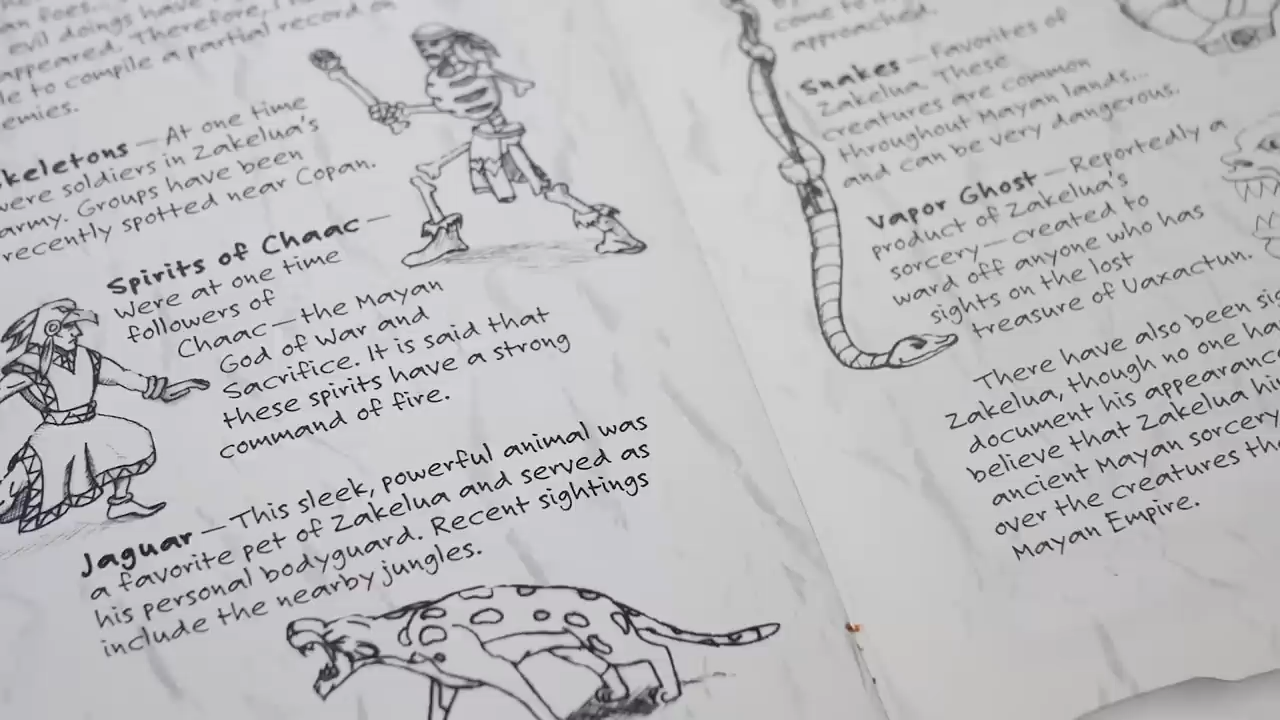 an foes...
evil doings have
appeared. Therefore, I h
le to compile a partial record on
emies.
keletons — At one time
were soldiers in Zakelua's
army. Groups have been
recently spotted near Copan.
Spirits of Chaac —
were at one time
followers of
Chaac — the Mayan
God of War and
Sacrifice. It is said that
these spirits have a strong
command of fire.
Jaguar — This sleek, powerful animal was
a favorite pet of Zakelua and served as
his personal bodyguard. Recent sightings
include the nearby jungles.
come to
approached.
Snakes — Favorites of
Zakelua. These
creatures are common
throughout Mayan lands...
and can be very dangerous.
Vapor Ghost — Reportedly a
product of Zakelua's
sorcery — created to
ward off anyone who has
sights on the lost
treasure of Uaxactun.
There have also been si
Zakelua, though no one ha
document his appearanc
believe that Zakelua hi
ancient Mayan sorcery
over the creatures th
Mayan Empire.